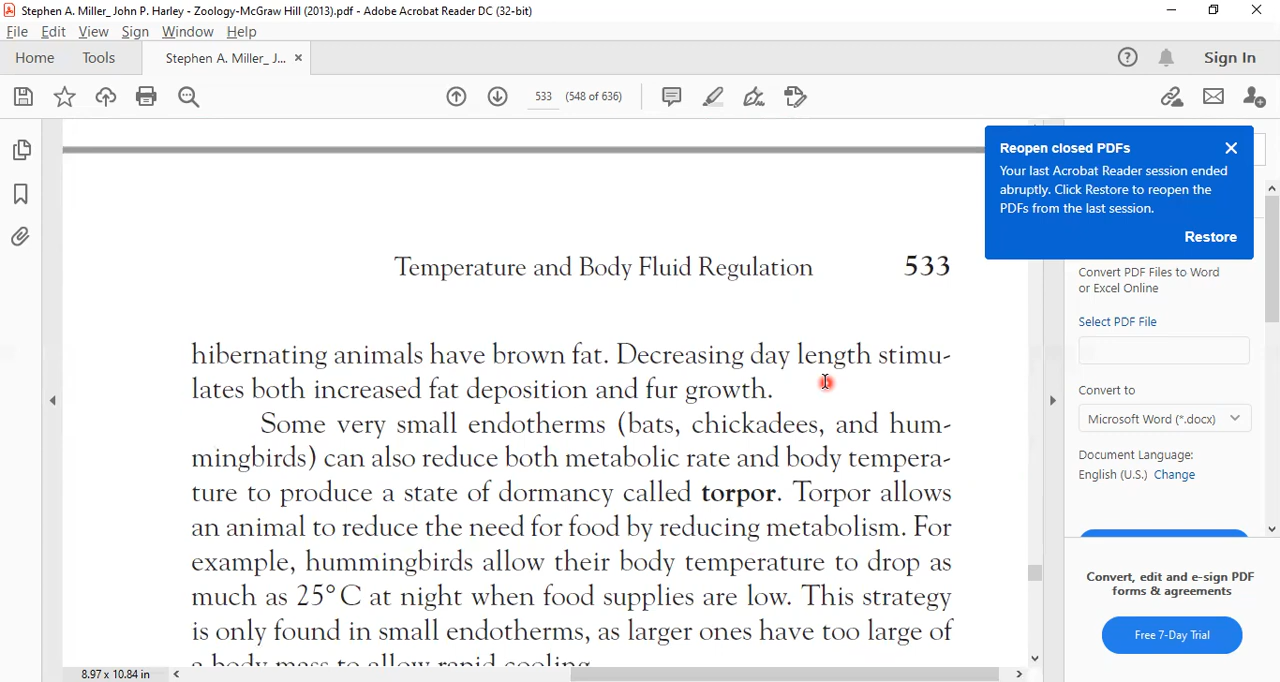 Stephen A. Miller_ John P. Harley - Zoology-McGraw Hill (2013).pdf - Adobe Acrobat Reader DC (32-bit)
File Edit View Sign Window Help
Home Tools Stephen A. Miller_ J... Sign In
533 (548 of 636)
Reopen closed PDFs
Your last Acrobat Reader session ended
abruptly. Click Restore to reopen the
PDFs from the last session.
Restore
Temperature and Body Fluid Regulation 533
hibernating animals have brown fat. Decreasing day length stimu-
lates both increased fat deposition and fur growth.
Some very small endotherms (bats, chickadees, and hum-
mingbirds) can also reduce both metabolic rate and body tempera-
ture to produce a state of dormancy called torpor. Torpor allows
an animal to reduce the need for food by reducing metabolism. For
example, hummingbirds allow their body temperature to drop as
much as 25° C at night when food supplies are low. This strategy
is only found in small endotherms, as larger ones have too large of
a body mass to allow rapid cooling.
8.97 x 10.84 in
Convert PDF Files to Word
or Excel Online
Select PDF File
Convert to
Microsoft Word (*.docx)
Document Language:
English (U.S.) Change
Convert, edit and e-sign PDF
forms & agreements
Free 7-Day Trial